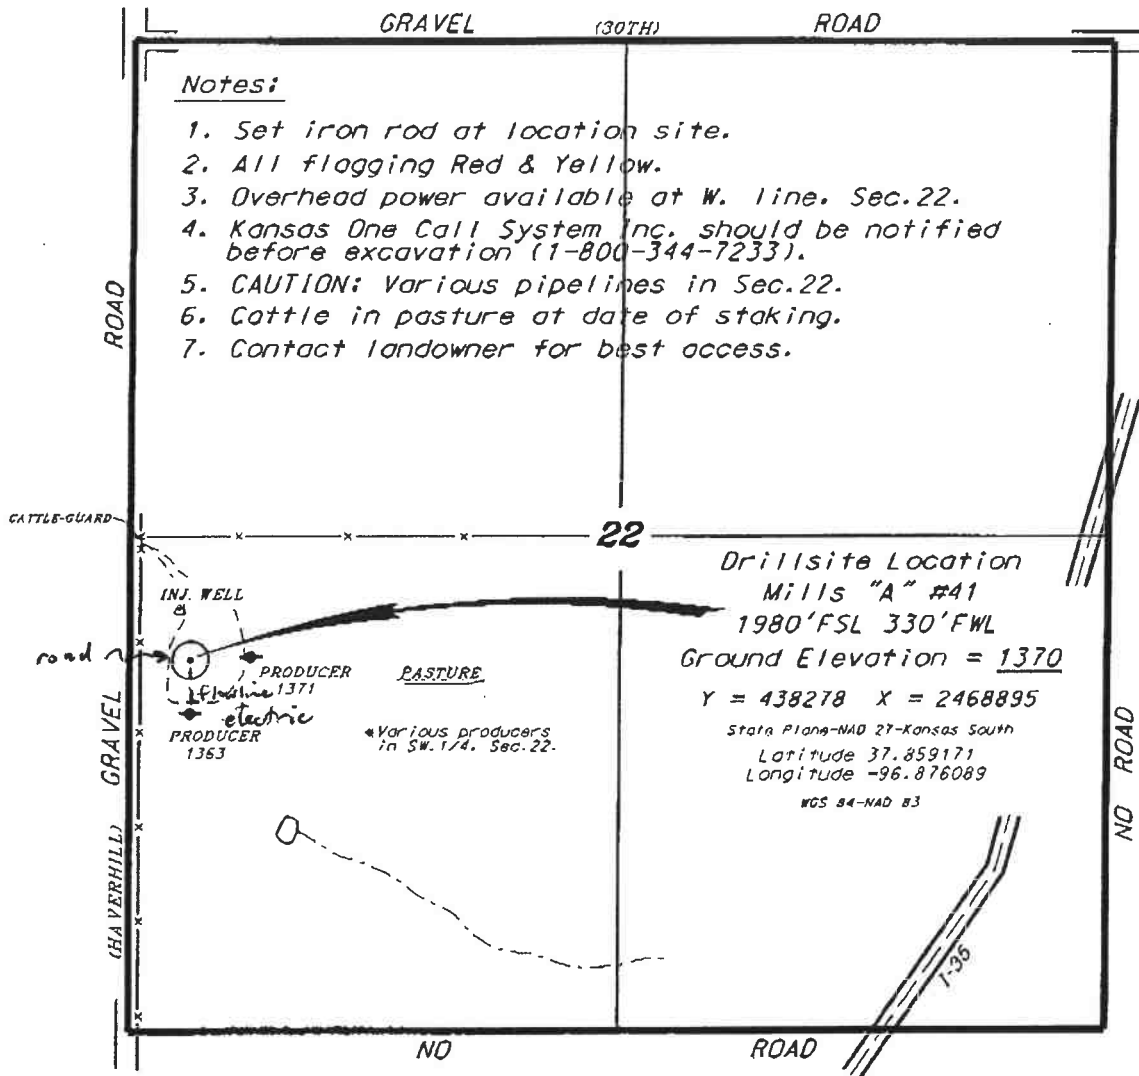 GRAVEL (30TH) ROAD
Notes:
1. Set iron rod at location site.
2. All flagging Red & Yellow.
3. Overhead power available at W. line. Sec.22.
4. Kansas One Call System Inc. should be notified
before excavation (1-800-344-7233).
5. CAUTION: Various pipelines in Sec.22.
6. Cattle in pasture at date of staking.
7. Contact landowner for best access.
ROAD
CATTLE-GUARD
22
Drillsite Location
Mills "A" #41
1980'FSL 330'FWL
Ground Elevation = 1370
Y = 438278 X = 2468895
State Plane-NAD 27-Kansas South
Latitude 37.859171
Longitude -96.876089
WGS 84-NAD 83
INJ. WELL
road
PRODUCER
1371
PASTURE
flowline
electric
PRODUCER
1363
*Various producers
in SW.1/4. Sec.22.
GRAVEL
(HAVERHILL)
NO ROAD
I-35
NO ROAD